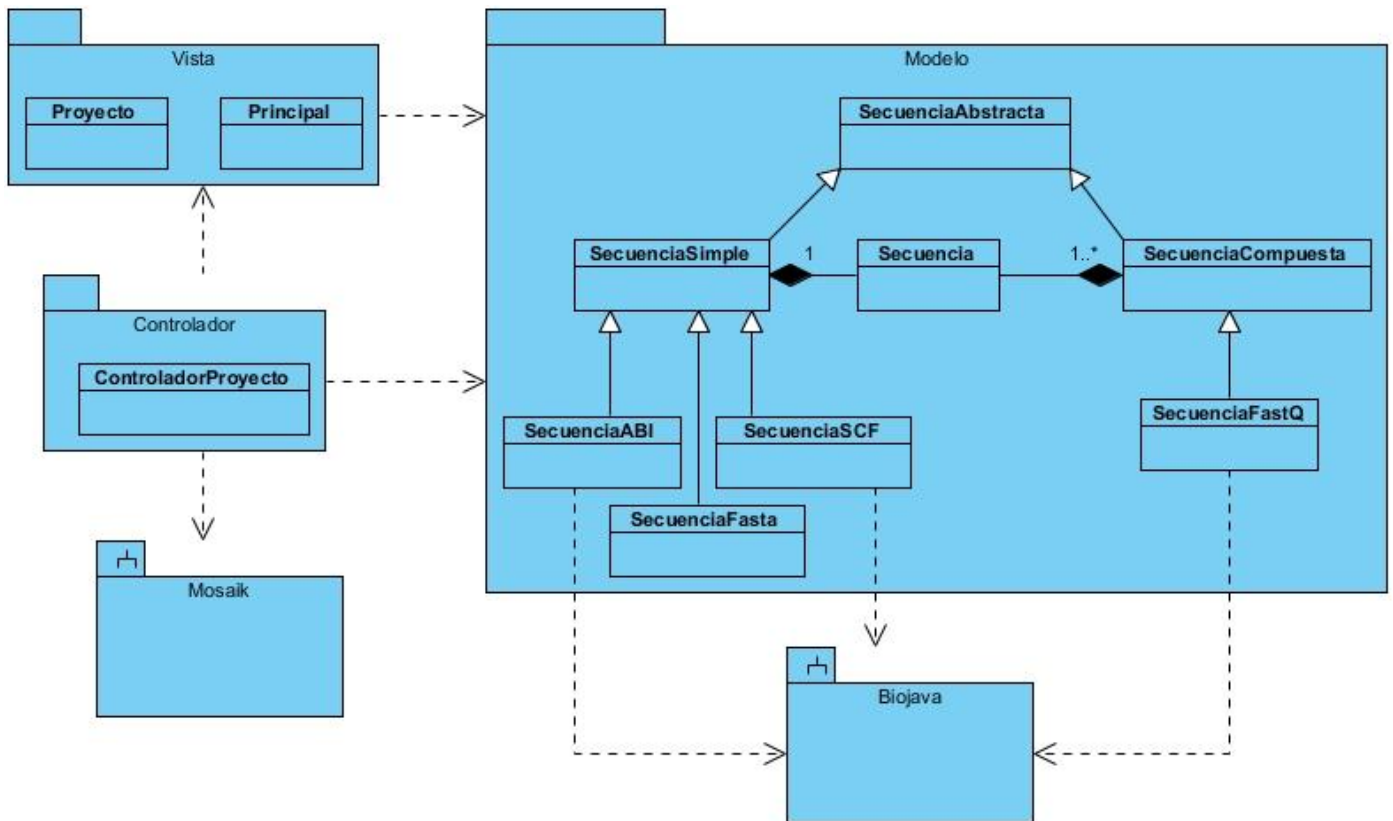 Vista
Proyecto
Principal
Modelo
SecuenciaAbstracta
SecuenciaSimple
1
Secuencia
1..*
SecuenciaCompuesta
Controlador
ControladorProyecto
SecuenciaABI
SecuenciaSCF
SecuenciaFastQ
SecuenciaFasta
Mosaik
Biojava